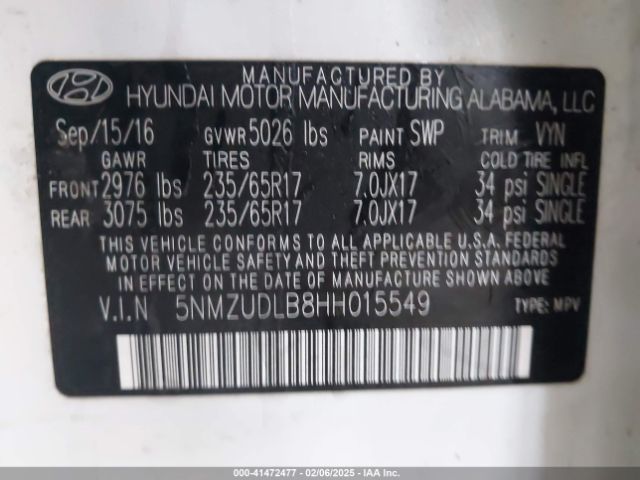 MANUFACTURED BY
HYUNDAI MOTOR MANUFACTURING ALABAMA, LLC
Sep/15/16 GVWR 5026 lbs PAINT SWP TRIM VYN
GAWR TIRES RIMS COLD TIRE INFL
FRONT 2976 lbs 235/65R17 7.0JX17 34 psi SINGLE
REAR 3075 lbs 235/65R17 7.0JX17 34 psi SINGLE
THIS VEHICLE CONFORMS TO ALL APPLICABLE U.S.A. FEDERAL
MOTOR VEHICLE SAFETY AND THEFT PREVENTION STANDARDS
IN EFFECT ON THE DATE OF MANUFACTURE SHOWN ABOVE.
V.I.N 5NMZUDLB8HH015549 TYPE: MPV
000-41472477 - 02/06/2025 - IAA Inc.